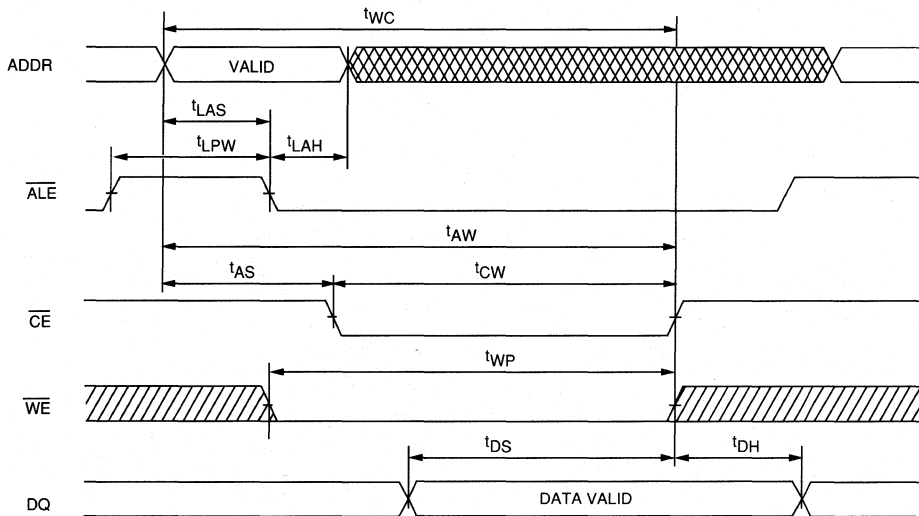 tWC
ADDR
VALID
tLAS
tLPW
tLAH
ALE
tAW
tAS
tCW
CE
tWP
WE
tDS
tDH
DQ
DATA VALID